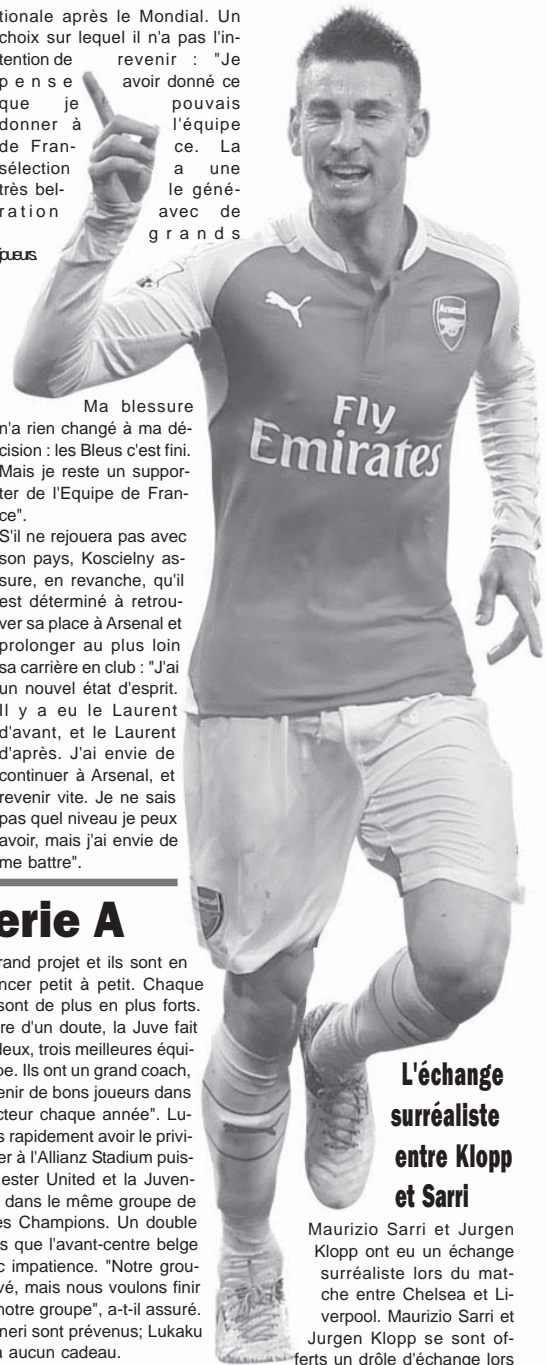 tionale après le Mondial. Un
choix sur lequel il n'a pas l'in-
tention de revenir : "Je
pense avoir donné ce
que je pouvais
donner à l'équipe
de Fran- ce. La
sélection a une
très bel- le géné-
ration avec de
grands
joueurs.
Ma blessure
n'a rien changé à ma dé-
cision : les Bleus c'est fini.
Mais je reste un suppor-
ter de l'Equipe de Fran-
ce".
S'il ne rejouera pas avec
son pays, Koscielny as-
sure, en revanche, qu'il
est déterminé à retrou-
ver sa place à Arsenal et
prolonger au plus loin
sa carrière en club : "J'ai
un nouvel état d'esprit.
Il y a eu le Laurent
d'avant, et le Laurent
d'après. J'ai envie de
continuer à Arsenal, et
revenir vite. Je ne sais
pas quel niveau je peux
avoir, mais j'ai envie de
me battre".
Fly
Emirates
Arsenal
erie A
rand projet et ils sont en
ncer petit à petit. Chaque
sont de plus en plus forts.
re d'un doute, la Juve fait
deux, trois meilleures équi-
pe. Ils ont un grand coach,
enir de bons joueurs dans
cteur chaque année". Lu-
s rapidement avoir le privi-
er à l'Allianz Stadium puis-
ester United et la Juven-
dans le même groupe de
es Champions. Un double
s que l'avant-centre belge
c impatience. "Notre grou-
vé, mais nous voulons finir
notre groupe", a-t-il assuré.
neri sont prévenus; Lukaku
a aucun cadeau.
L'échange
surréaliste
entre Klopp
et Sarri
Maurizio Sarri et Jurgen
Klopp ont eu un échange
surréaliste lors du mat-
che entre Chelsea et Li-
verpool. Maurizio Sarri et
Jurgen Klopp se sont of-
ferts un drôle d'échange lors